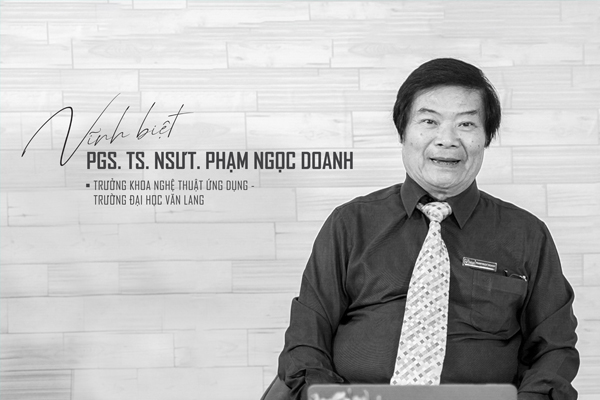 Vĩnh biệt
PGS. TS. NSƯT. PHẠM NGỌC DOANH
▪ TRƯỞNG KHOA NGHỆ THUẬT ỨNG DỤNG -
TRƯỜNG ĐẠI HỌC VĂN LANG